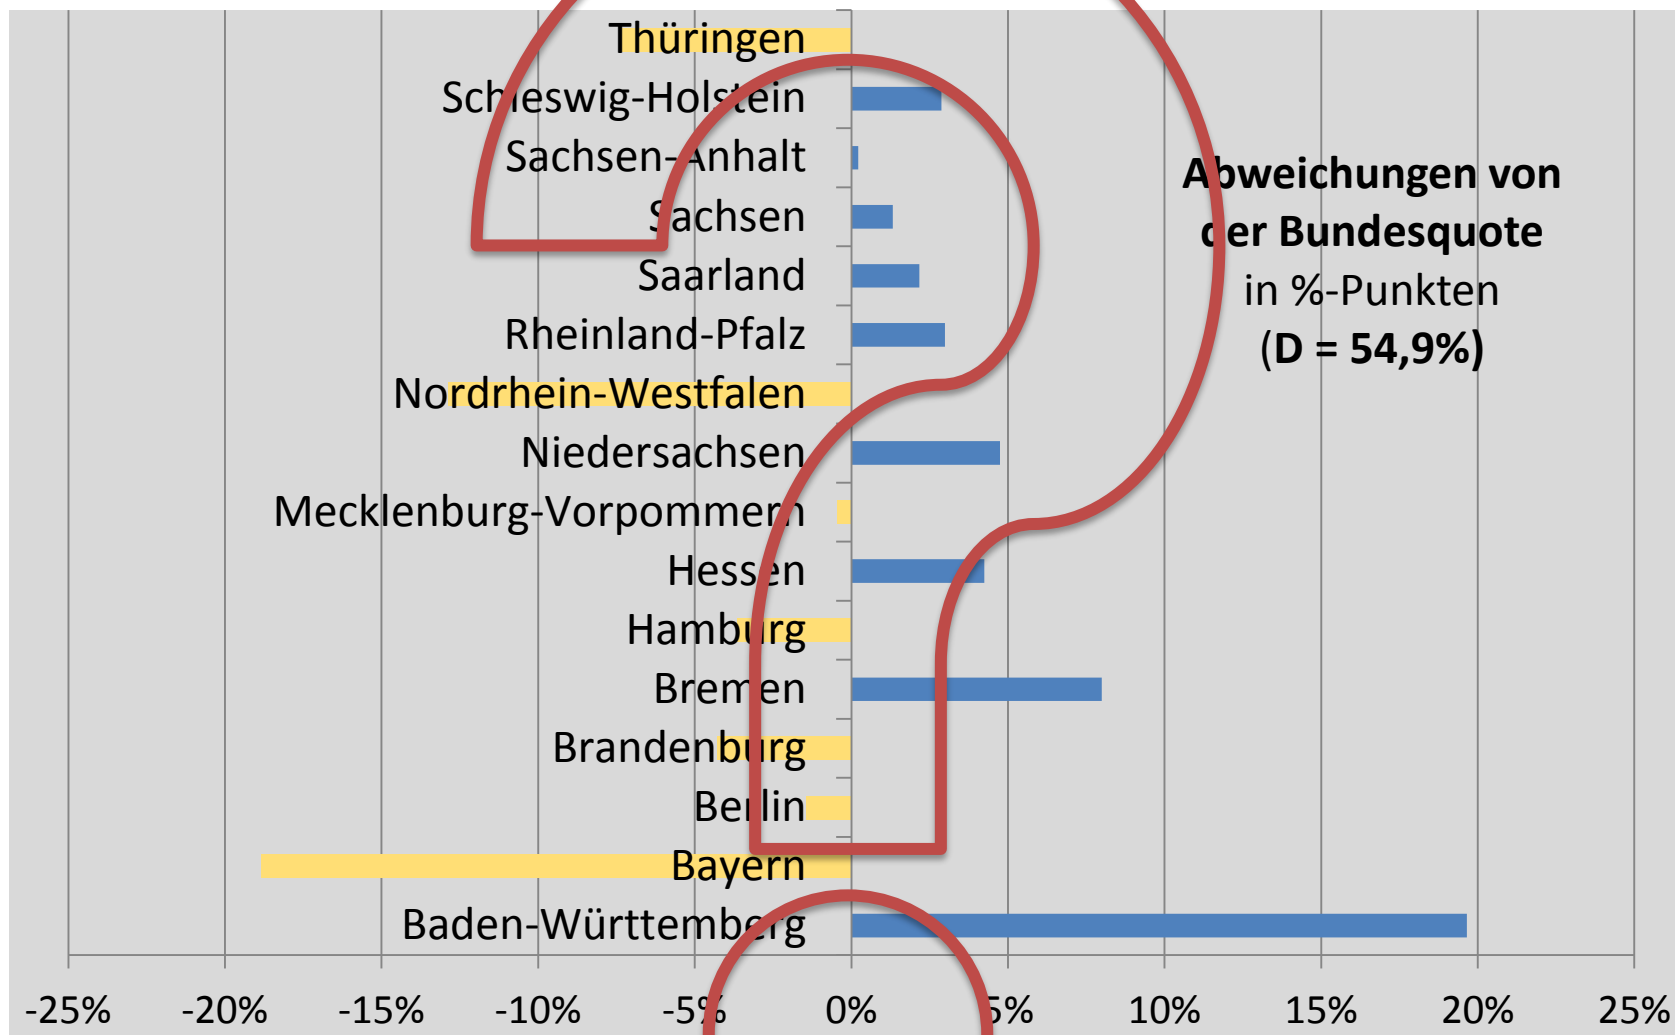 Thüringen
Schleswig-Holstein
Sachsen-Anhalt
Sachsen
Saarland
Rheinland-Pfalz
Nordrhein-Westfalen
Niedersachsen
Mecklenburg-Vorpommern
Hessen
Hamburg
Bremen
Brandenburg
Berlin
Bayern
Baden-Württemberg
Abweichungen von
der Bundesquote
in %-Punkten
(D = 54,9%)
-25% -20% -15% -10% -5% 0% 5% 10% 15% 20% 25%